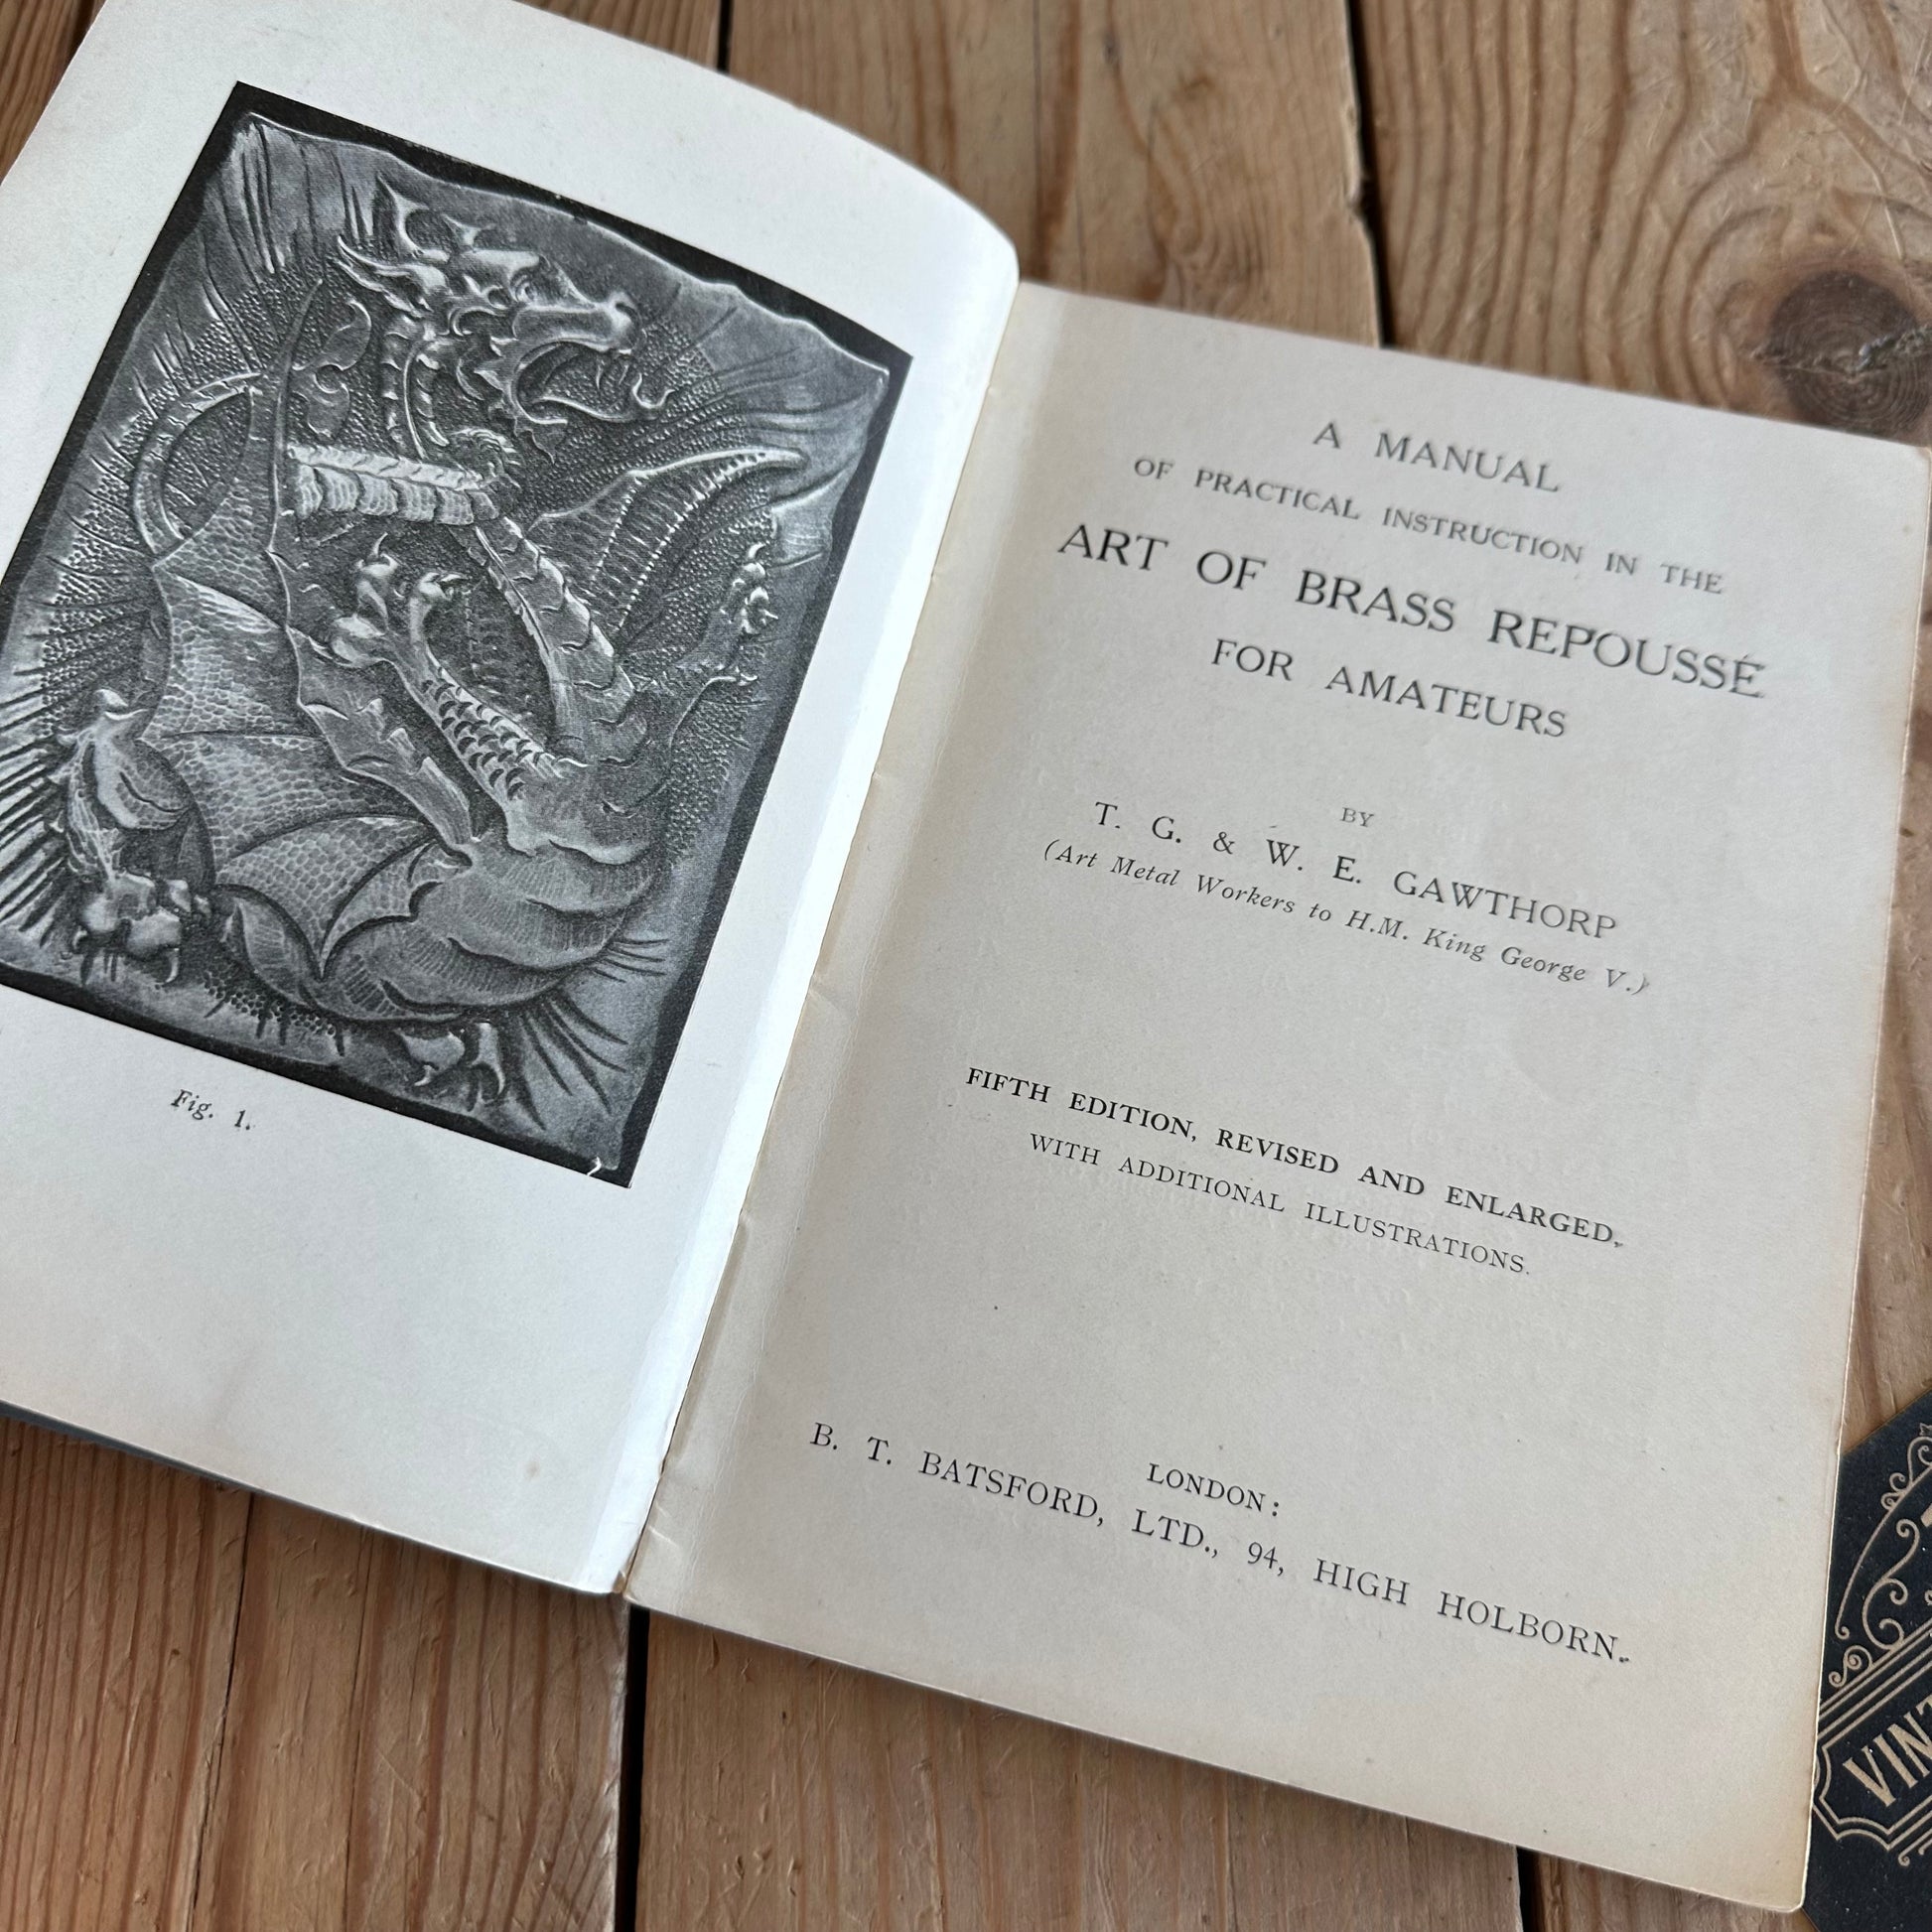 Fig. 1.
A MANUAL
OF PRACTICAL INSTRUCTION IN THE
ART OF BRASS REPOUSSÉ
FOR AMATEURS
BY
T. G. & W. E. GAWTHORP
(Art Metal Workers to H.M. King George V.)
FIFTH EDITION, REVISED AND ENLARGED,
WITH ADDITIONAL ILLUSTRATIONS.
LONDON:
B. T. BATSFORD, LTD., 94, HIGH HOLBORN.